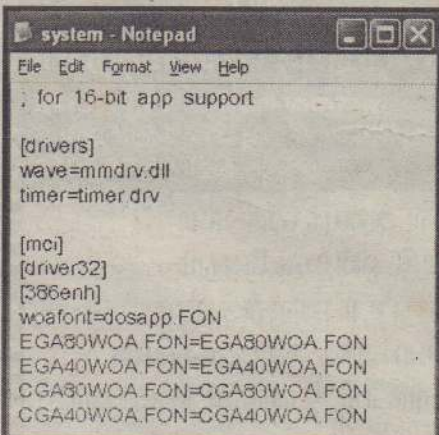 system - Notepad
File Edit Format View Help
; for 16-bit app support
[drivers]
wave=mmdrv.dll
timer=timer.drv
[mci]
[driver32]
[386enh]
woafont=dosapp.FON
EGA80WOA.FON=EGA80WOA.FON
EGA40WOA.FON=EGA40WOA.FON
CGA80WOA.FON=CGA80WOA.FON
CGA40WOA.FON=CGA40WOA.FON